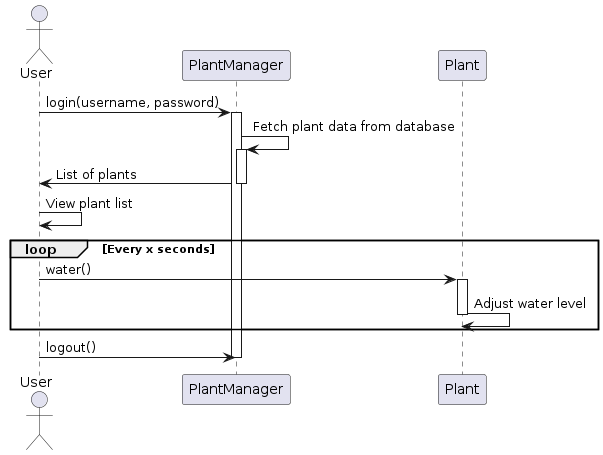 User
PlantManager
Plant
login(username, password)
Fetch plant data from database
List of plants
View plant list
loop [Every x seconds]
water()
Adjust water level
logout()
User
PlantManager
Plant